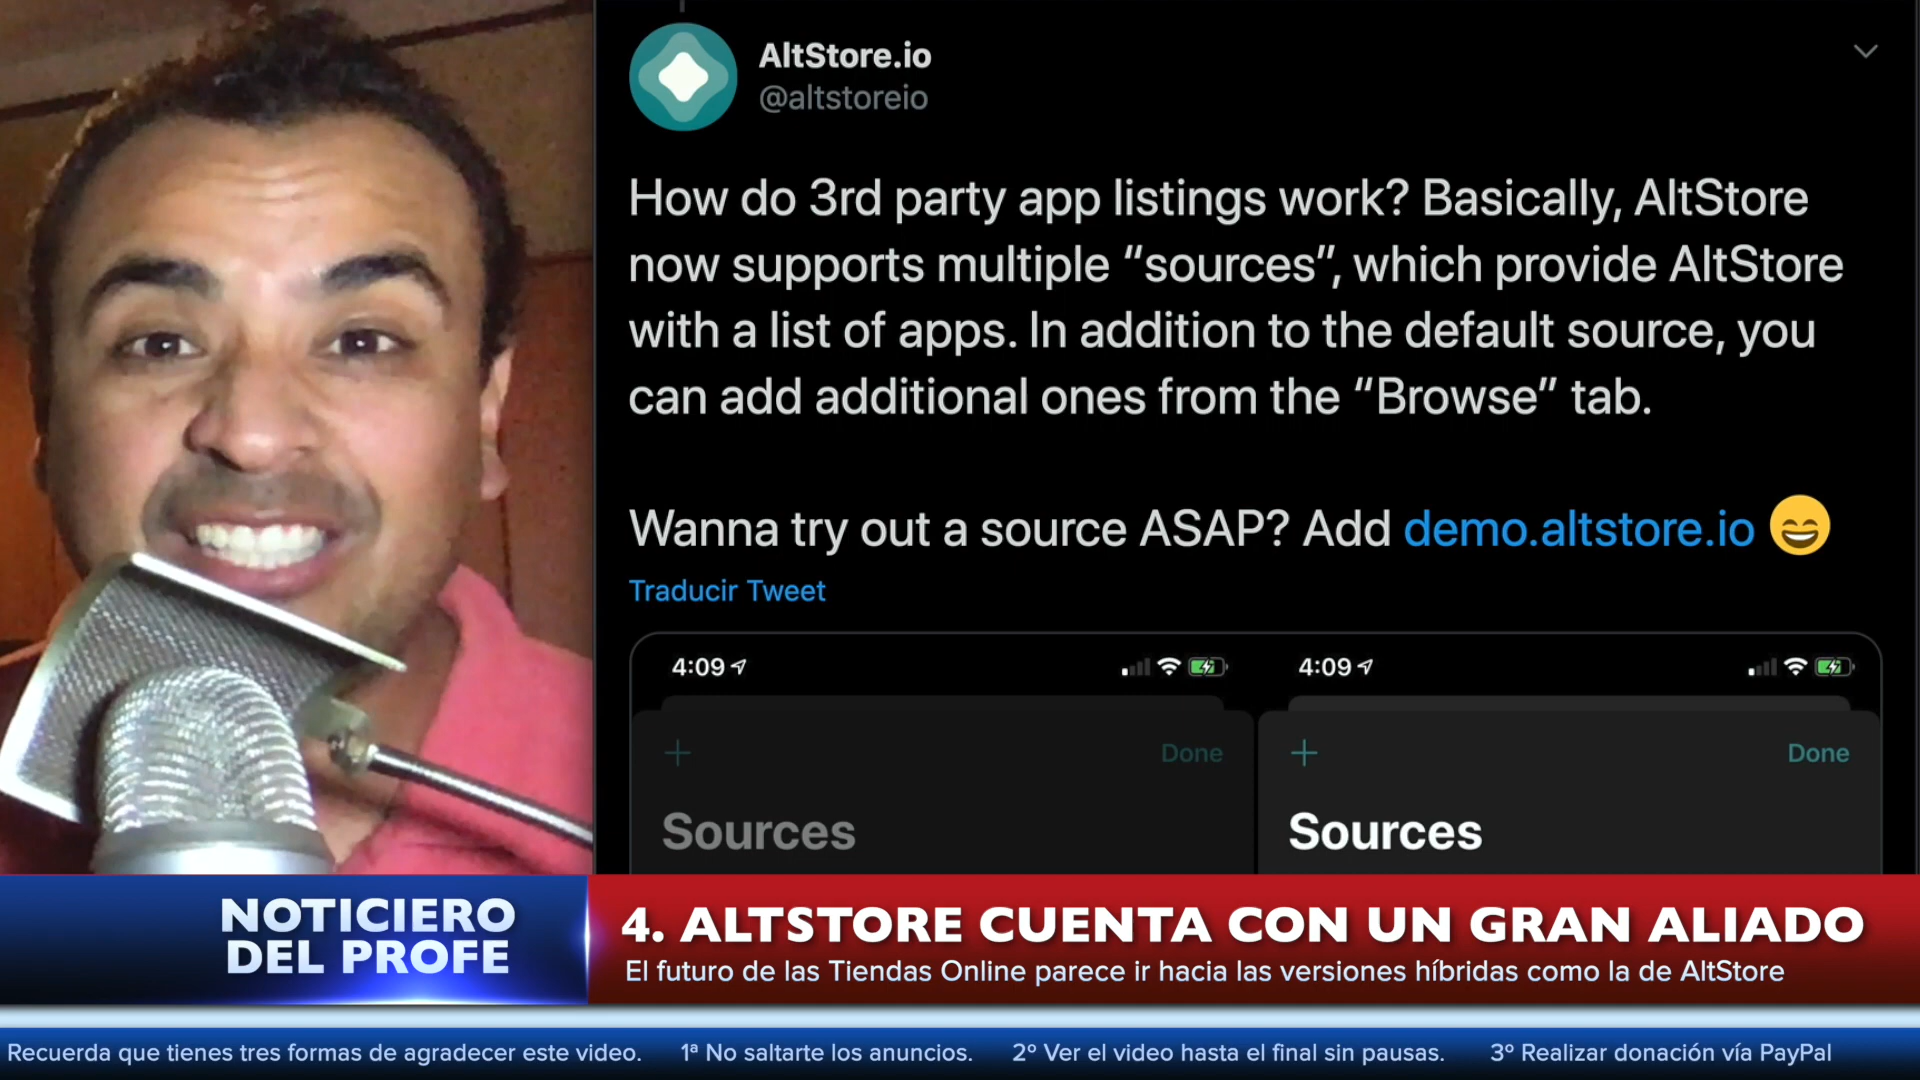 AltStore.io
@altstoreio
How do 3rd party app listings work? Basically, AltStore
now supports multiple “sources”, which provide AltStore
with a list of apps. In addition to the default source, you
can add additional ones from the “Browse” tab.
Wanna try out a source ASAP? Add demo.altstore.io 😄
Traducir Tweet
4:09
4:09
+ Done
+ Done
Sources
Sources
NOTICIERO
DEL PROFE
4. ALTSTORE CUENTA CON UN GRAN ALIADO
El futuro de las Tiendas Online parece ir hacia las versiones híbridas como la de AltStore
Recuerda que tienes tres formas de agradecer este video. 1ª No saltarte los anuncios. 2º Ver el video hasta el final sin pausas. 3º Realizar donación vía PayPal